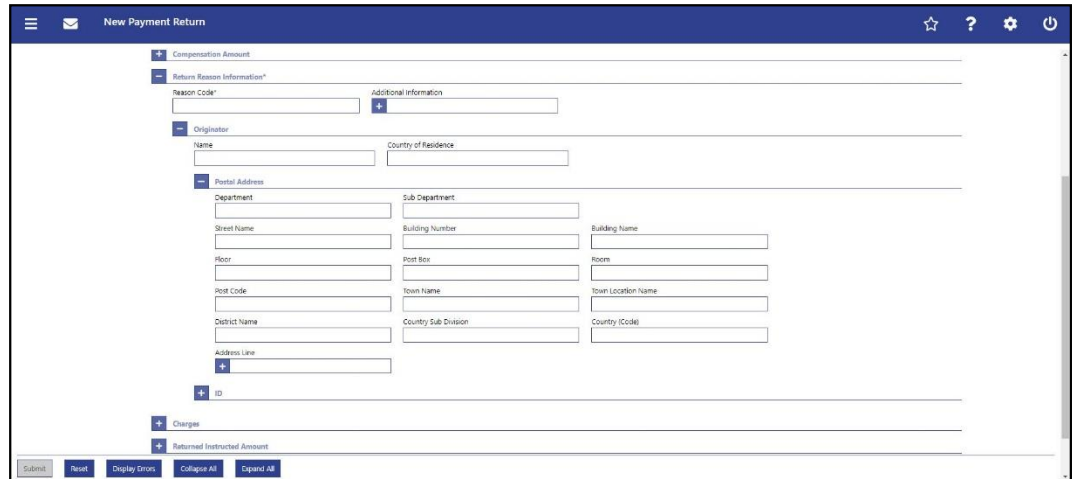 New Payment Return
Compensation Amount
Return Reason Information*
Reason Code* Additional Information
Originator
Name Country of Residence
Postal Address
Department Sub Department
Street Name Building Number Building Name
Floor Post Box Room
Post Code Town Name Town Location Name
District Name Country Sub Division Country (Code)
Address Line
ID
Charges
Returned Instructed Amount
Submit Reset Display Errors Collapse All Expand All